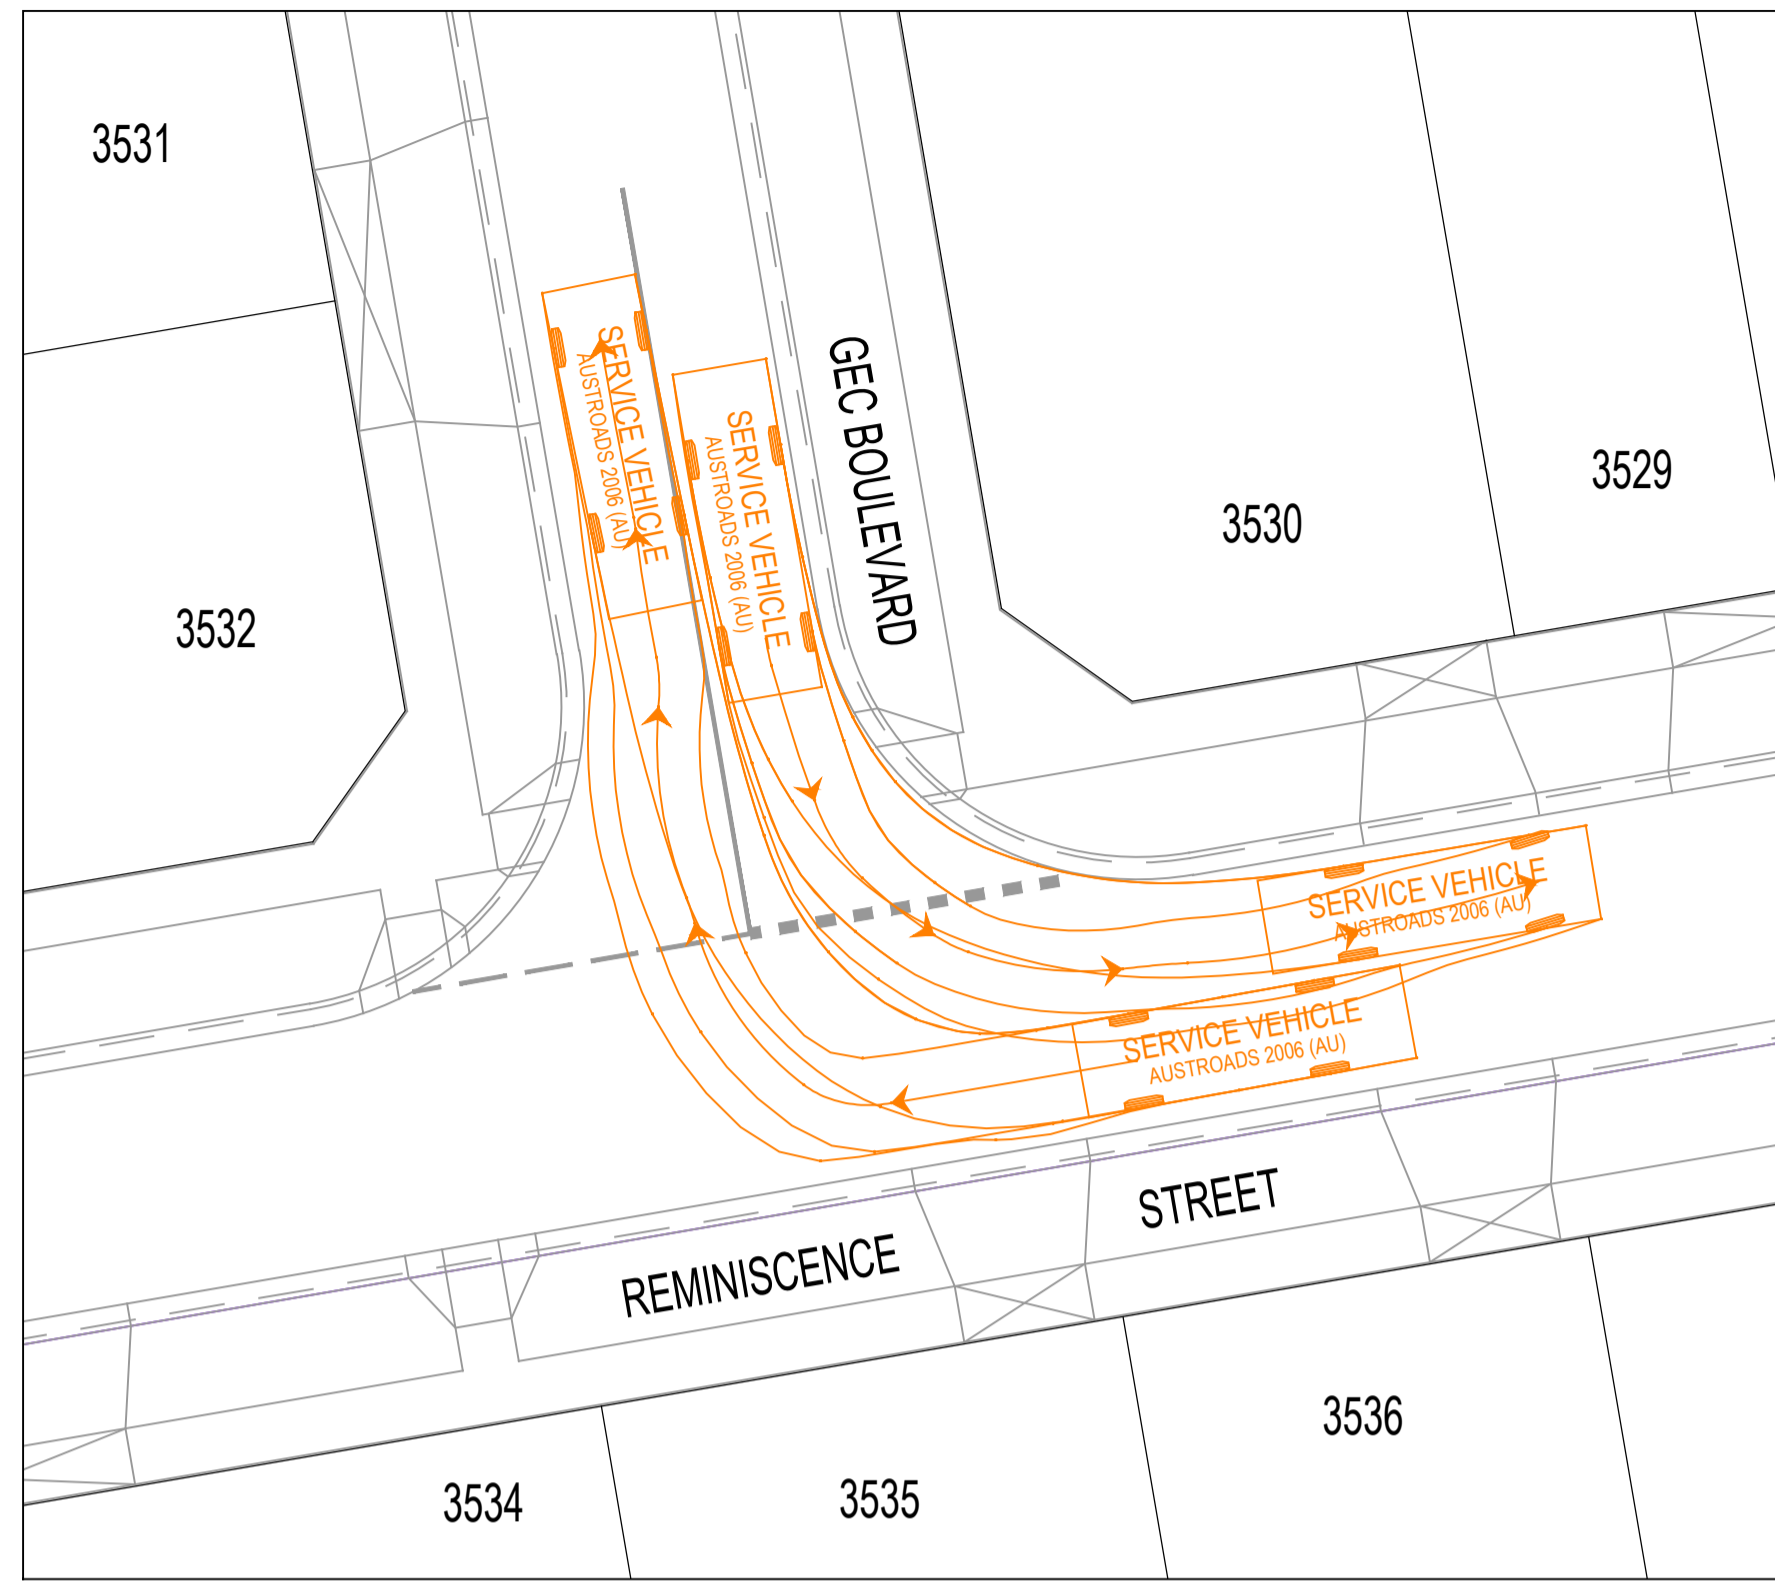 3531
SERVICE VEHICLE
AUSTROADS 2006 (AU)
SERVICE VEHICLE
AUSTROADS 2006 (AU)
GEC BOULEVARD
3529
3530
3532
SERVICE VEHICLE
AUSTROADS 2006 (AU)
SERVICE VEHICLE
AUSTROADS 2006 (AU)
REMINISCENCE STREET
3536
3534
3535